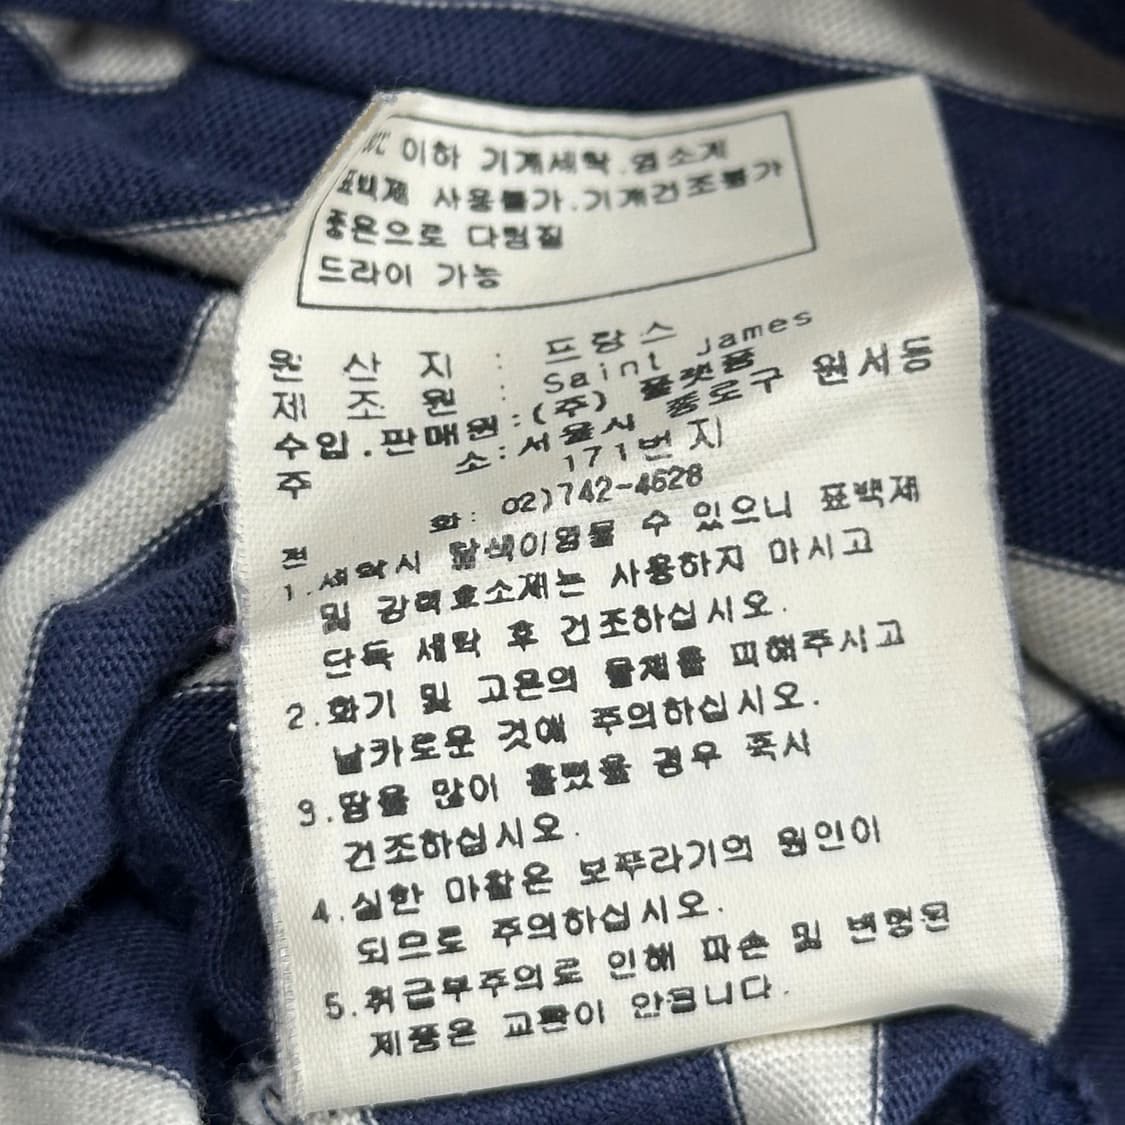 이하 기계세탁.염소계
표백제 사용불가.기계건조불가
중온으로 다림질
드라이 가능
원 산 지 : 프랑스
제 조 원 : Saint James
수입.판매원:(주) 플랫폼
주 소:서울시 종로구 원서동
171번지
전 화: 02)742-4628
1.세탁시 탈색이염될 수 있으니 표백제
및 강력효소제는 사용하지 마시고
단독 세탁 후 건조하십시오.
2.화기 및 고온의 물체를 피해주시고
날카로운 것에 주의하십시오.
3.땀을 많이 흘렸을 경우 즉시
건조하십시오.
4.심한 마찰은 보푸라기의 원인이
되므로 주의하십시오.
5.취급부주의로 인해 파손 및 변형된
제품은 교환이 안됩니다.